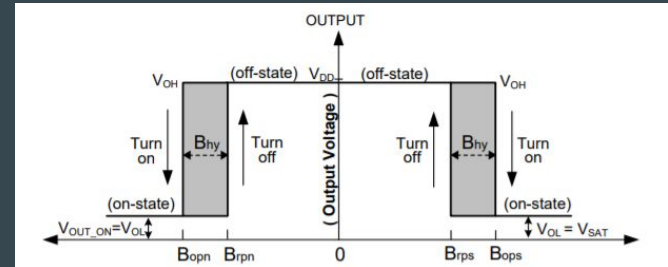 OUTPUT
(off-state) VDD (off-state)
VOH VOH
Turn on Bhy Turn off
( Output Voltage )
Turn off Bhy Turn on
(on-state) (on-state)
VOUT_ON=VOL VOL = VSAT
Bopn Brpn 0 Brps Bops